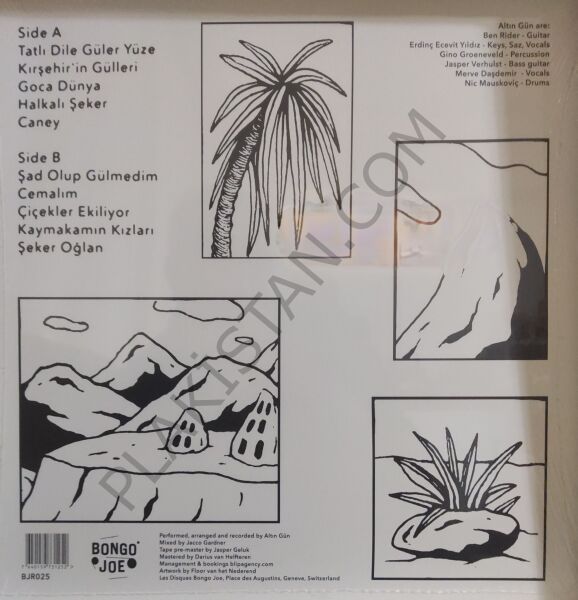 Side A
Tatlı Dile Güler Yüze
Kırşehir'in Gülleri
Goca Dünya
Halkalı Şeker
Caney
Side B
Şad Olup Gülmedim
Cemalım
Çiçekler Ekiliyor
Kaymakamın Kızları
Şeker Oğlan
Altın Gün are:
Ben Rider - Guitar
Erdinç Ecevit Yıldız - Keys, Saz, Vocals
Gino Groeneveld - Percussion
Jasper Verhulst - Bass guitar
Merve Daşdemir - Vocals
Nic Mauskoviç - Drums
PLAKİSTAN.COM
BJR025
BONGO
JOE
Performed, arranged and recorded by Altın Gün
Mixed by Jacco Gardner
Tape pre-master by Jasper Geluk
Mastered by Darius van Helfteren
Management & bookings blipagency.com
Artwork by Floor van het Nederend
Les Disques Bongo Joe, Place des Augustins, Geneve, Switzerland